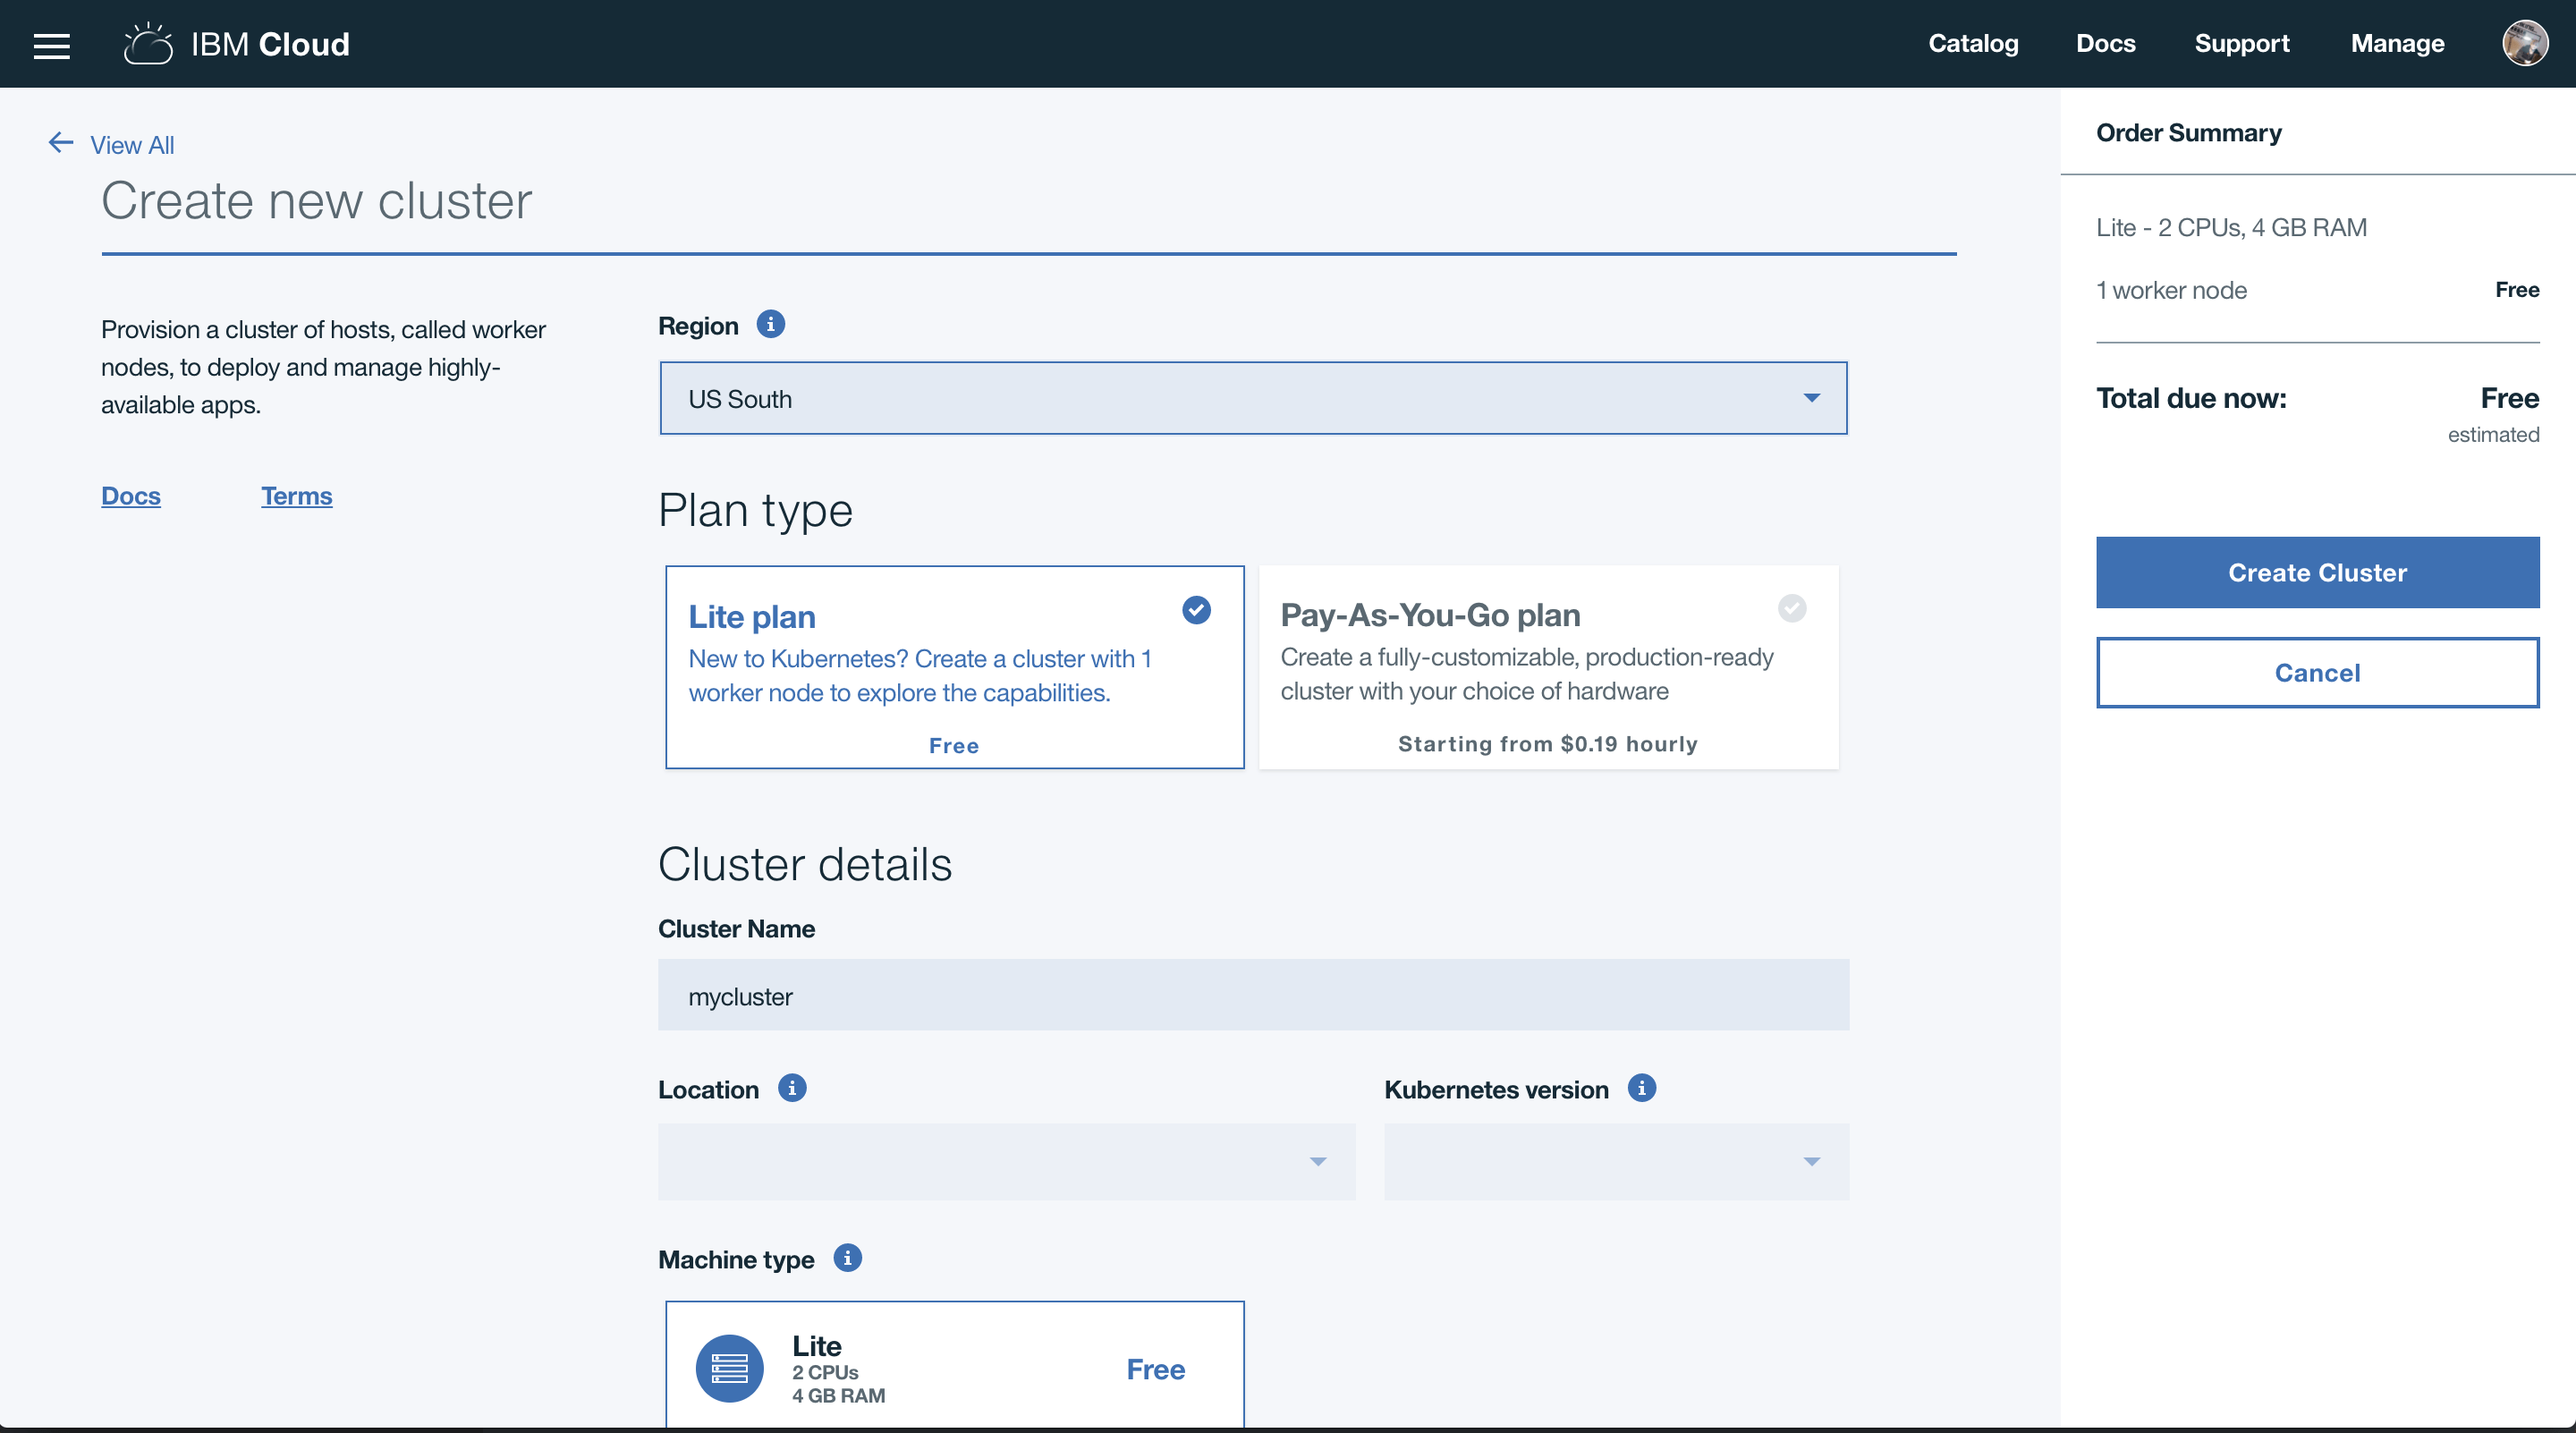 IBM Cloud
Catalog
Docs
Support
Manage
View All
Create new cluster
Provision a cluster of hosts, called worker
nodes, to deploy and manage highly-
available apps.
Docs
Terms
Region
US South
Plan type
Lite plan
New to Kubernetes? Create a cluster with 1
worker node to explore the capabilities.
Free
Pay-As-You-Go plan
Create a fully-customizable, production-ready
cluster with your choice of hardware
Starting from $0.19 hourly
Cluster details
Cluster Name
mycluster
Location
Kubernetes version
Machine type
Lite
2 CPUs
4 GB RAM
Free
Order Summary
Lite - 2 CPUs, 4 GB RAM
1 worker node Free
Total due now: Free
estimated
Create Cluster
Cancel